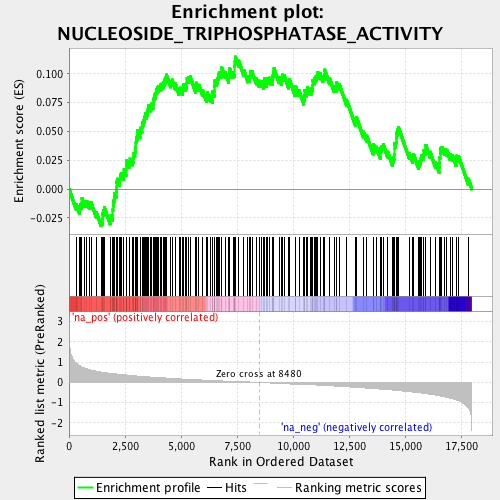 Enrichment plot:
NUCLEOSIDE_TRIPHOSPHATASE_ACTIVITY
Enrichment score (ES)
0.100
0.075
0.050
0.025
0.000
-0.025
'na_pos' (positively correlated)
Ranked list metric (PreRanked)
3
2
1
0
-1
-2
Zero cross at 8480
'na_neg' (negatively correlated)
0
2,500
5,000
7,500
10,000
12,500
15,000
17,500
Rank in Ordered Dataset
Enrichment profile
Hits
Ranking metric scores